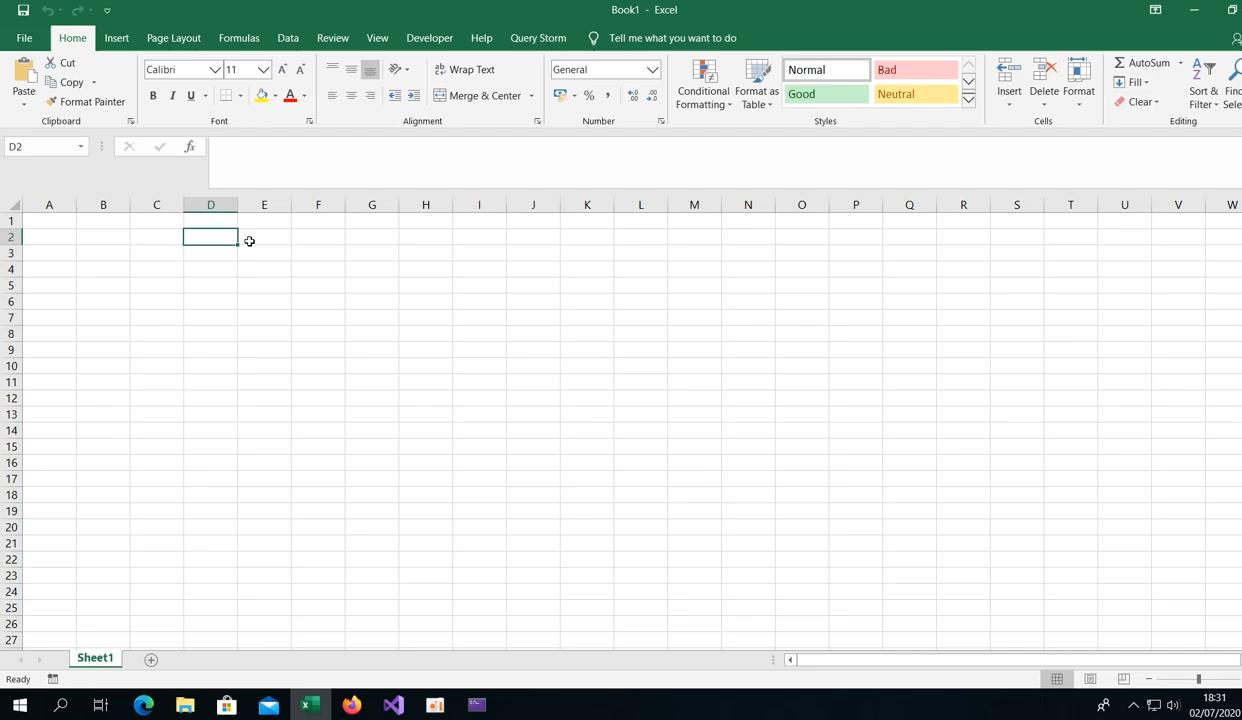 Book1 - Excel
File Home Insert Page Layout Formulas Data Review View Developer Help Query Storm Tell me what you want to do
Paste
Cut
Copy
Format Painter
Clipboard
Calibri 11
B I U A
Font
Wrap Text
Merge & Center
Alignment
General
%
Number
Conditional Formatting
Format as Table
Normal Bad
Good Neutral
Styles
Insert Delete Format
Cells
AutoSum
Fill
Clear
Sort &
Filter
Editing
D2 fx
A B C D E F G H I J K L M N O P Q R S T U V W
1
2
3
4
5
6
7
8
9
10
11
12
13
14
15
16
17
18
19
20
21
22
23
24
25
26
27
Sheet1
Ready
18:31
02/07/2020